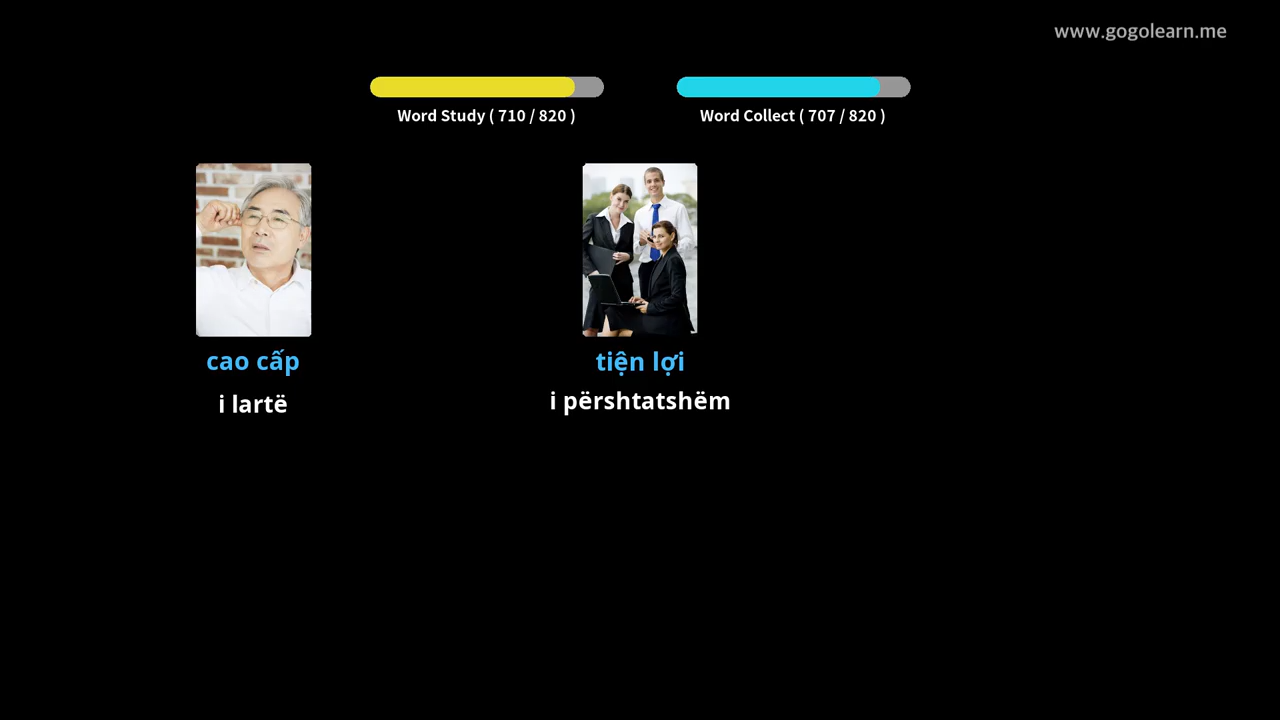 www.gogolearn.me
Word Study ( 710 / 820 )
Word Collect ( 707 / 820 )
cao cấp
i lartë
tiện lợi
i përshtatshëm